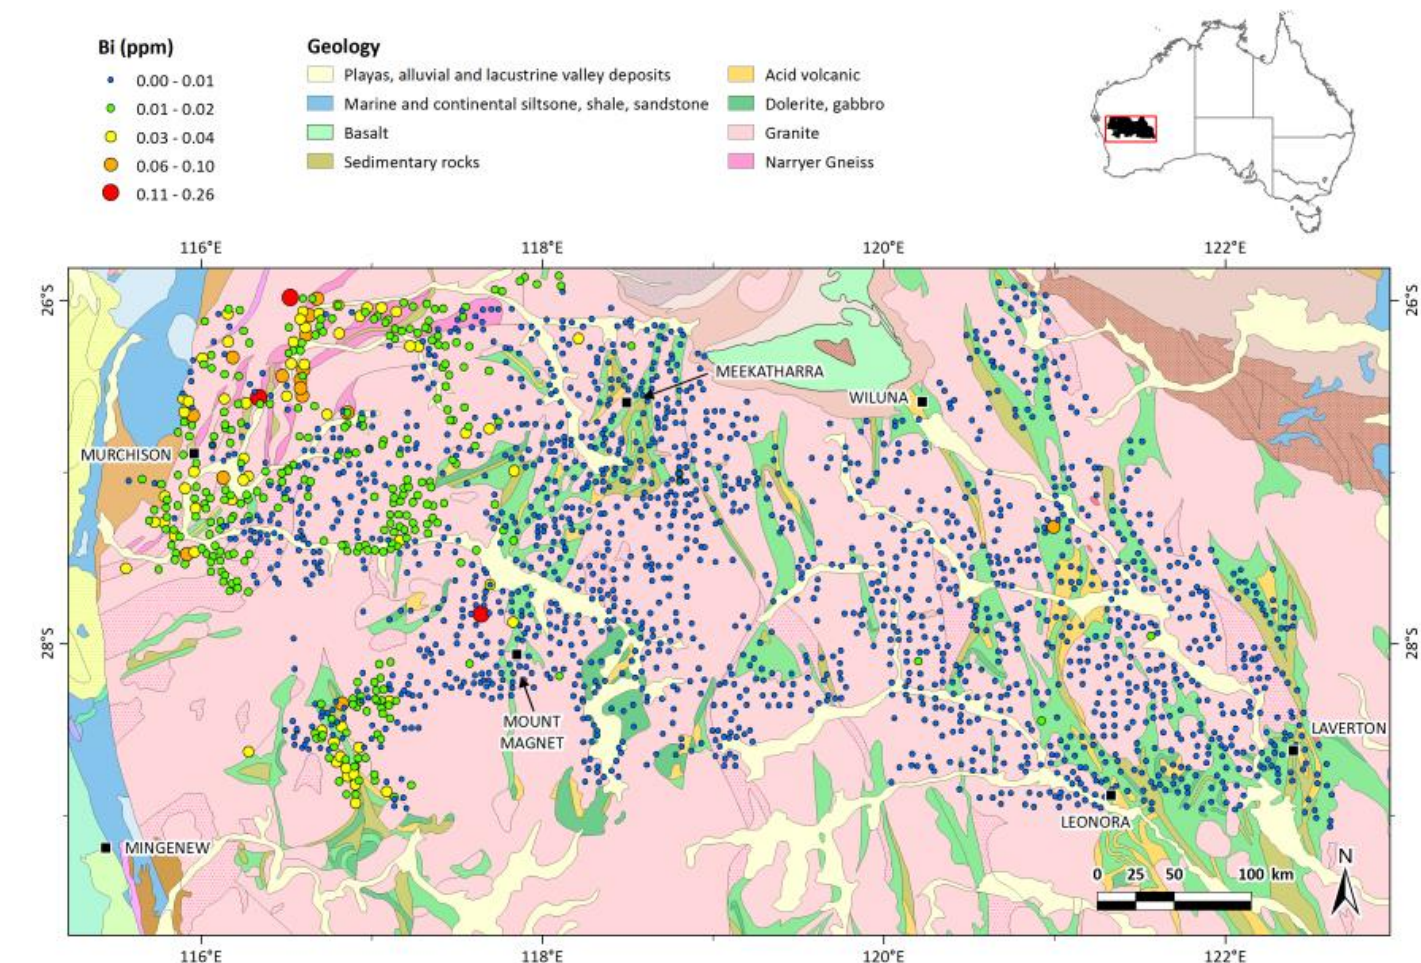 Bi (ppm)
0.00 - 0.01
0.01 - 0.02
0.03 - 0.04
0.06 - 0.10
0.11 - 0.26
Geology
Playas, alluvial and lacustrine valley deposits
Marine and continental siltsone, shale, sandstone
Basalt
Sedimentary rocks
Acid volcanic
Dolerite, gabbro
Granite
Narryer Gneiss
116°E 118°E 120°E 122°E
26°S 26°S
MEEKATHARRA
WILUNA
MURCHISON
28°S 28°S
MOUNT
MAGNET
LAVERTON
LEONORA
MINGENEW
N
0 25 50 100 km
116°E 118°E 120°E 122°E